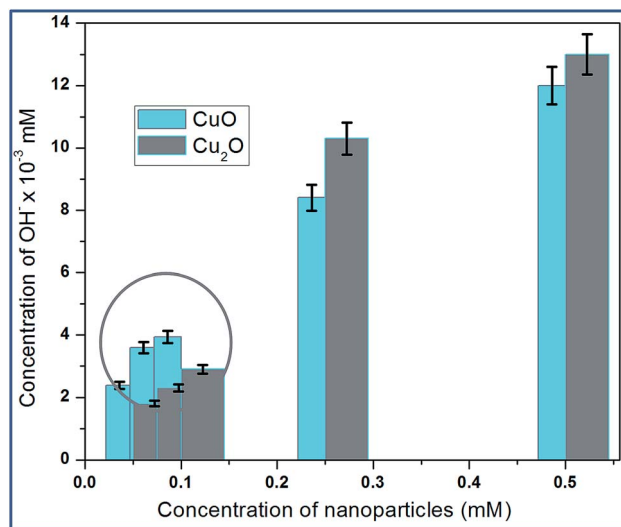 14
12
10
8
6
4
2
0
CuO
Cu₂O
0.0 0.1 0.2 0.3 0.4 0.5
Concentration of nanoparticles (mM)
Concentration of OH⁻ x 10⁻³ mM